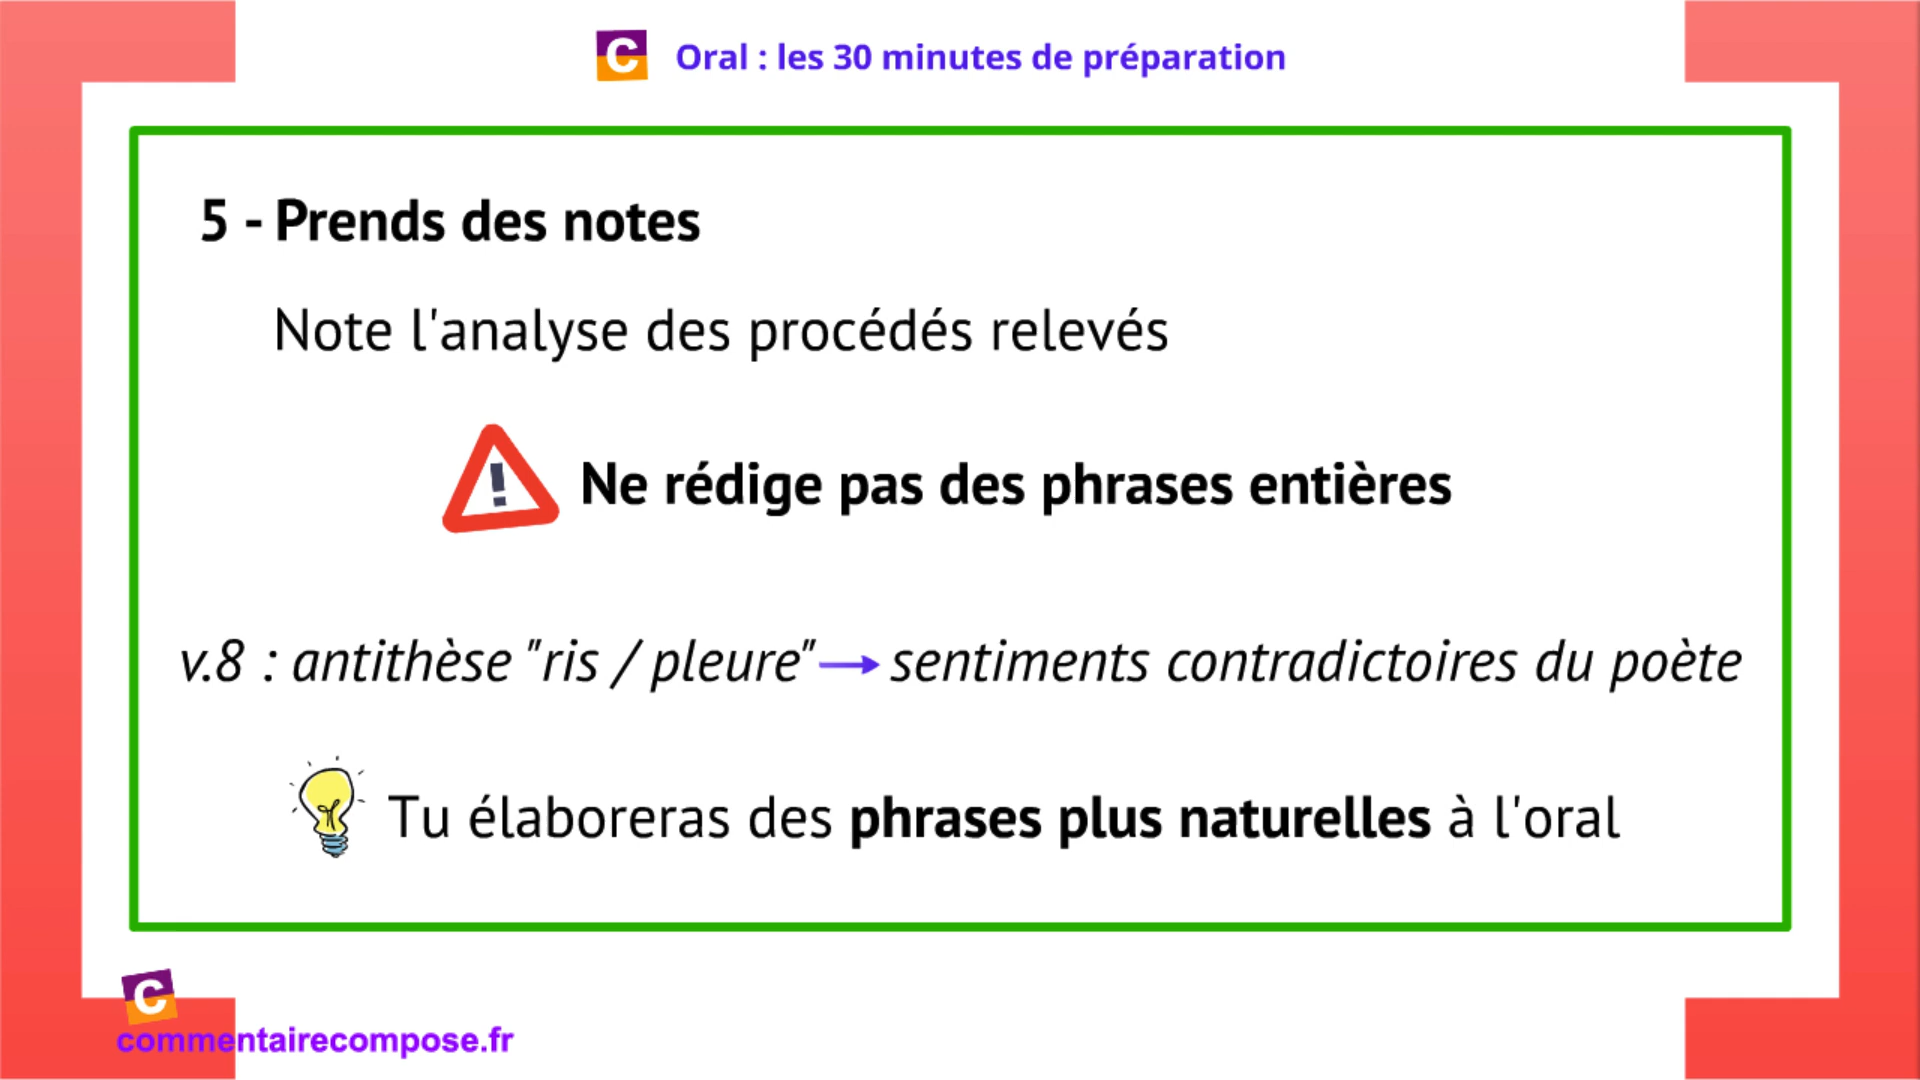 C Oral : les 30 minutes de préparation
5 - Prends des notes
Note l'analyse des procédés relevés
! Ne rédige pas des phrases entières
v.8 : antithèse "ris / pleure" → sentiments contradictoires du poète
Tu élaboreras des phrases plus naturelles à l'oral
C
commentairecompose.fr